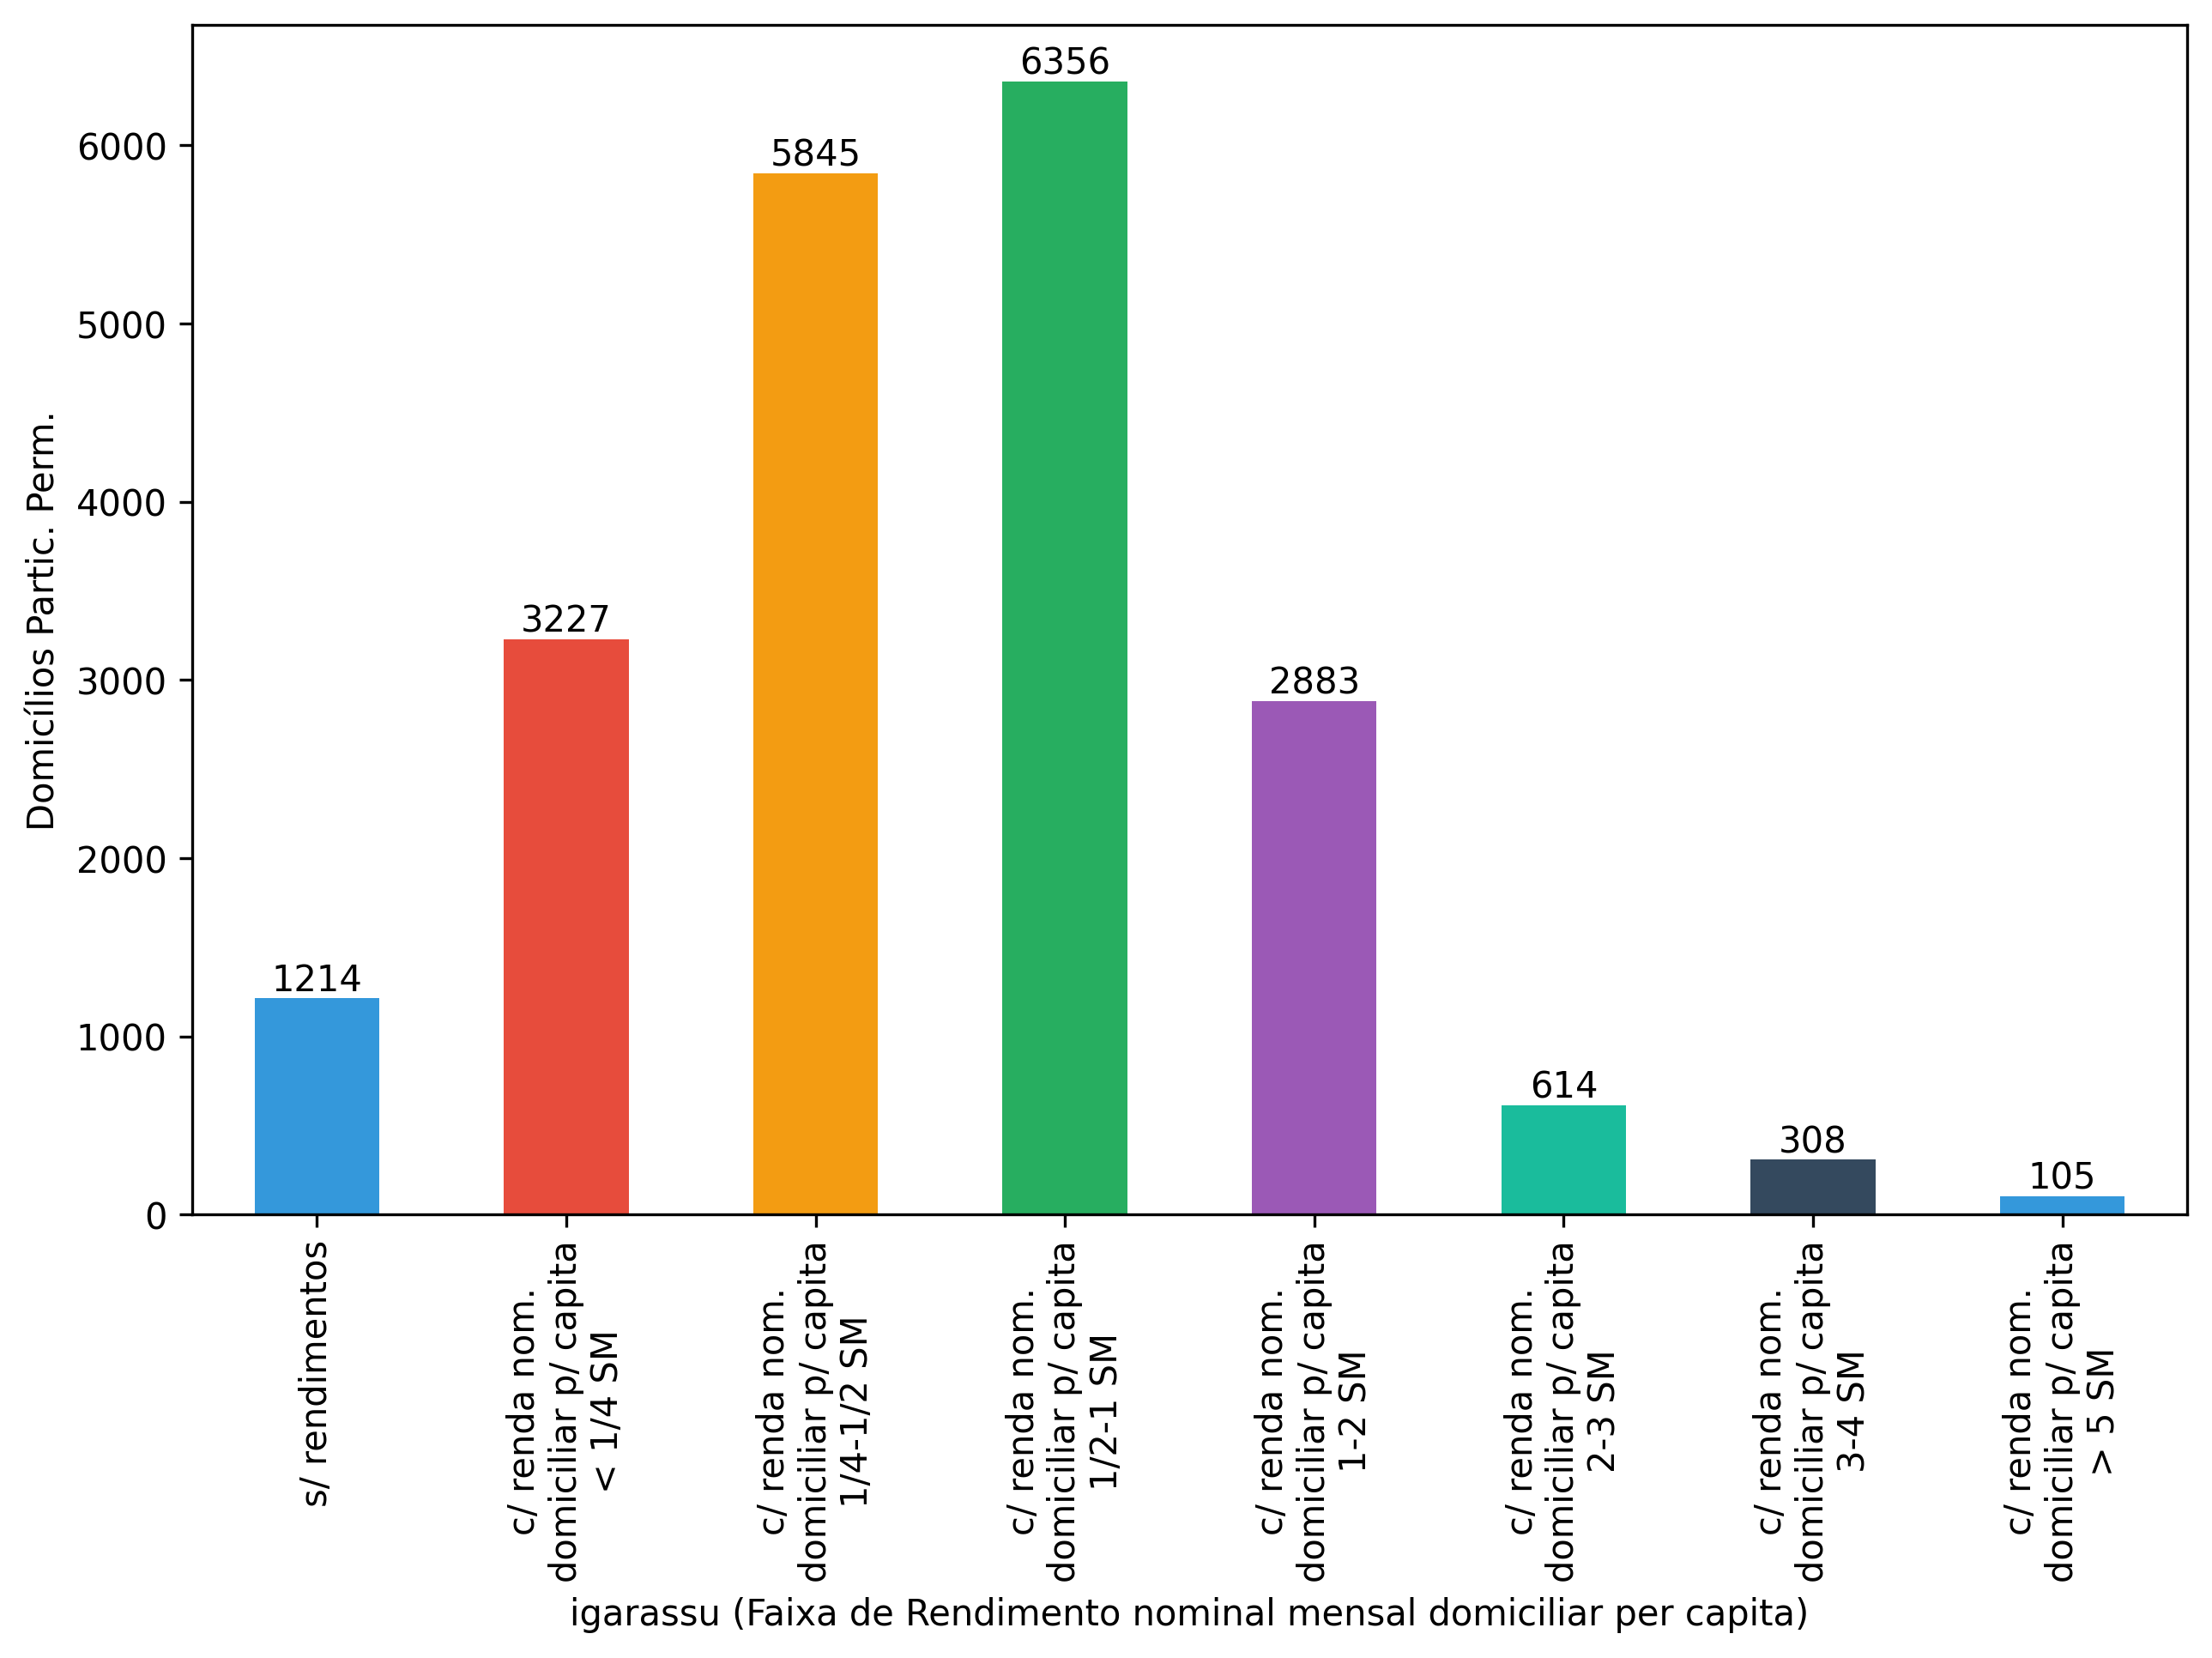 6356
5845
3227
2883
1214
614
308
105
6000
5000
4000
3000
2000
1000
0
Domicílios Partic. Perm.
s/ rendimentos
c/ renda nom.
domiciliar p/ capita
< 1/4 SM
c/ renda nom.
domiciliar p/ capita
1/4-1/2 SM
c/ renda nom.
domiciliar p/ capita
1/2-1 SM
c/ renda nom.
domiciliar p/ capita
1-2 SM
c/ renda nom.
domiciliar p/ capita
2-3 SM
c/ renda nom.
domiciliar p/ capita
3-4 SM
c/ renda nom.
domiciliar p/ capita
> 5 SM
igarassu (Faixa de Rendimento nominal mensal domiciliar per capita)